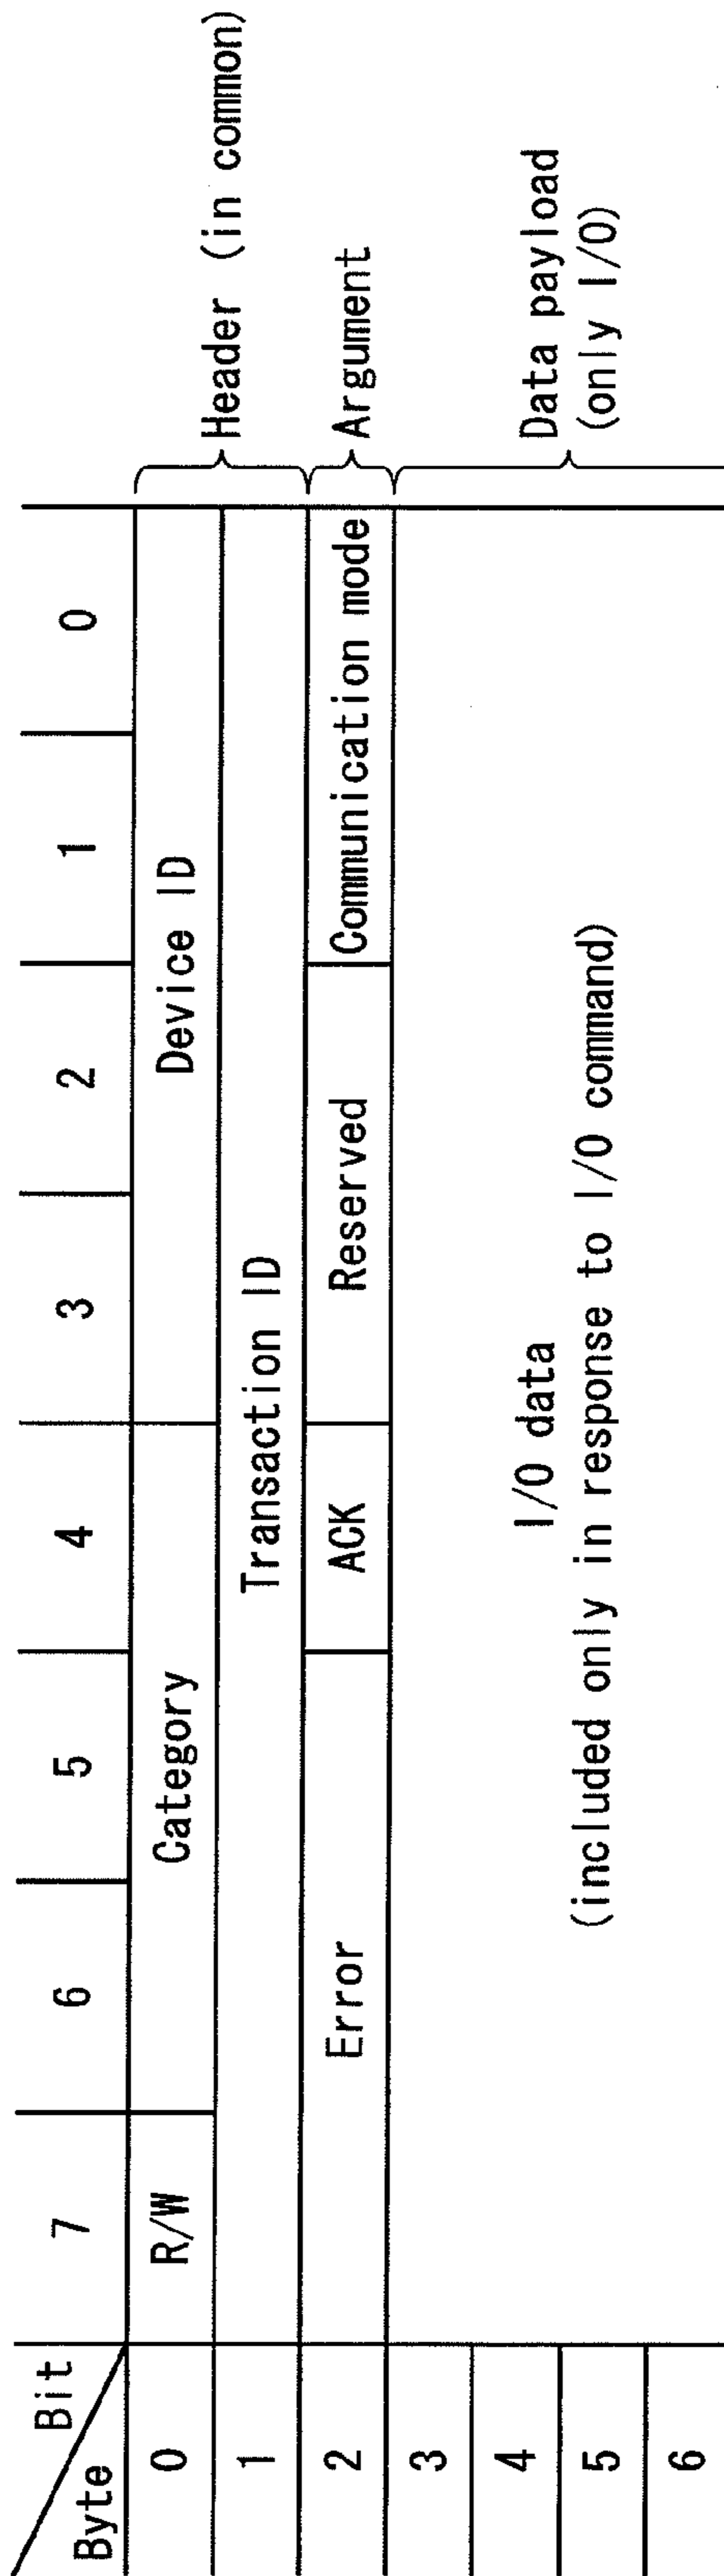 Bit
Byte
7 6 5 4 3 2 1 0
0 R/W Category Device ID
1 Transaction ID
2 Error ACK Reserved Communication mode
3
4
5
6
I/O data
(included only in response to I/O command)
Header (in common)
Argument
Data payload
(only I/O)